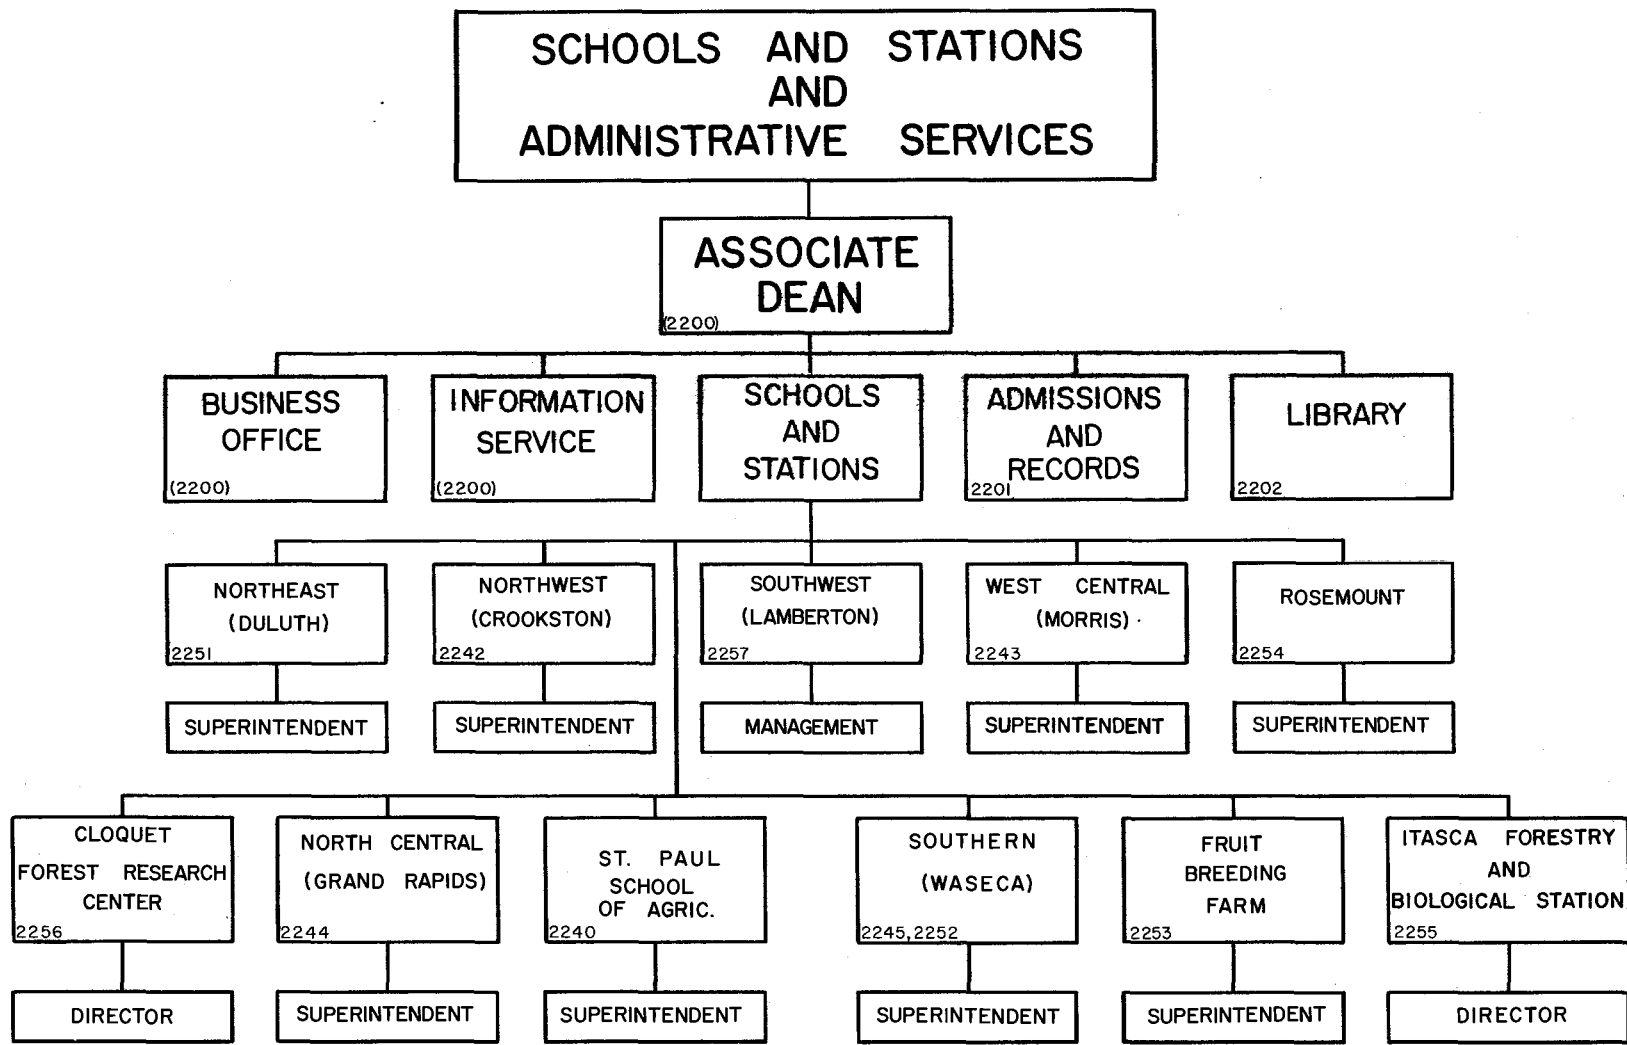 SCHOOLS AND STATIONS
AND
ADMINISTRATIVE SERVICES
ASSOCIATE
DEAN
(2200)
BUSINESS
OFFICE
(2200)
INFORMATION
SERVICE
(2200)
SCHOOLS
AND
STATIONS
ADMISSIONS
AND
RECORDS
2201
LIBRARY
2202
NORTHEAST
(DULUTH)
2251
NORTHWEST
(CROOKSTON)
2242
SOUTHWEST
(LAMBERTON)
2257
WEST CENTRAL
(MORRIS)
2243
ROSEMOUNT
2254
SUPERINTENDENT
SUPERINTENDENT
MANAGEMENT
SUPERINTENDENT
SUPERINTENDENT
CLOQUET
FOREST RESEARCH
CENTER
2256
NORTH CENTRAL
(GRAND RAPIDS)
2244
ST. PAUL
SCHOOL
OF AGRIC.
2240
SOUTHERN
(WASECA)
2245,2252
FRUIT
BREEDING
FARM
2253
ITASCA FORESTRY
AND
BIOLOGICAL STATION
2255
DIRECTOR
SUPERINTENDENT
SUPERINTENDENT
SUPERINTENDENT
SUPERINTENDENT
DIRECTOR